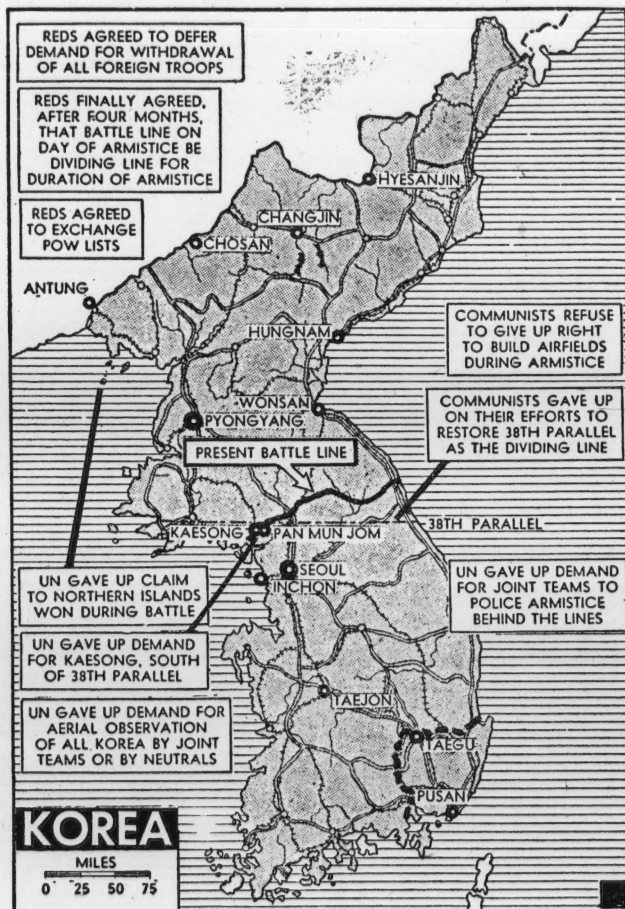 REDS AGREED TO DEFER
DEMAND FOR WITHDRAWAL
OF ALL FOREIGN TROOPS
REDS FINALLY AGREED,
AFTER FOUR MONTHS,
THAT BATTLE LINE ON
DAY OF ARMISTICE BE
DIVIDING LINE FOR
DURATION OF ARMISTICE
REDS AGREED
TO EXCHANGE
POW LISTS
HYESANJIN
CHANGJIN
CHOSAN
ANTUNG
HUNGNAM
COMMUNISTS REFUSE
TO GIVE UP RIGHT
TO BUILD AIRFIELDS
DURING ARMISTICE
WONSAN
PYONGYANG
COMMUNISTS GAVE UP
ON THEIR EFFORTS TO
RESTORE 38TH PARALLEL
AS THE DIVIDING LINE
PRESENT BATTLE LINE
38TH PARALLEL
KAESONG
PAN MUN JOM
SEOUL
INCHON
UN GAVE UP CLAIM
TO NORTHERN ISLANDS
WON DURING BATTLE
UN GAVE UP DEMAND
FOR JOINT TEAMS TO
POLICE ARMISTICE
BEHIND THE LINES
UN GAVE UP DEMAND
FOR KAESONG, SOUTH
OF 38TH PARALLEL
TAEJON
UN GAVE UP DEMAND FOR
AERIAL OBSERVATION
OF ALL KOREA BY JOINT
TEAMS OR BY NEUTRALS
TAEGU
PUSAN
KOREA
MILES
0 25 50 75